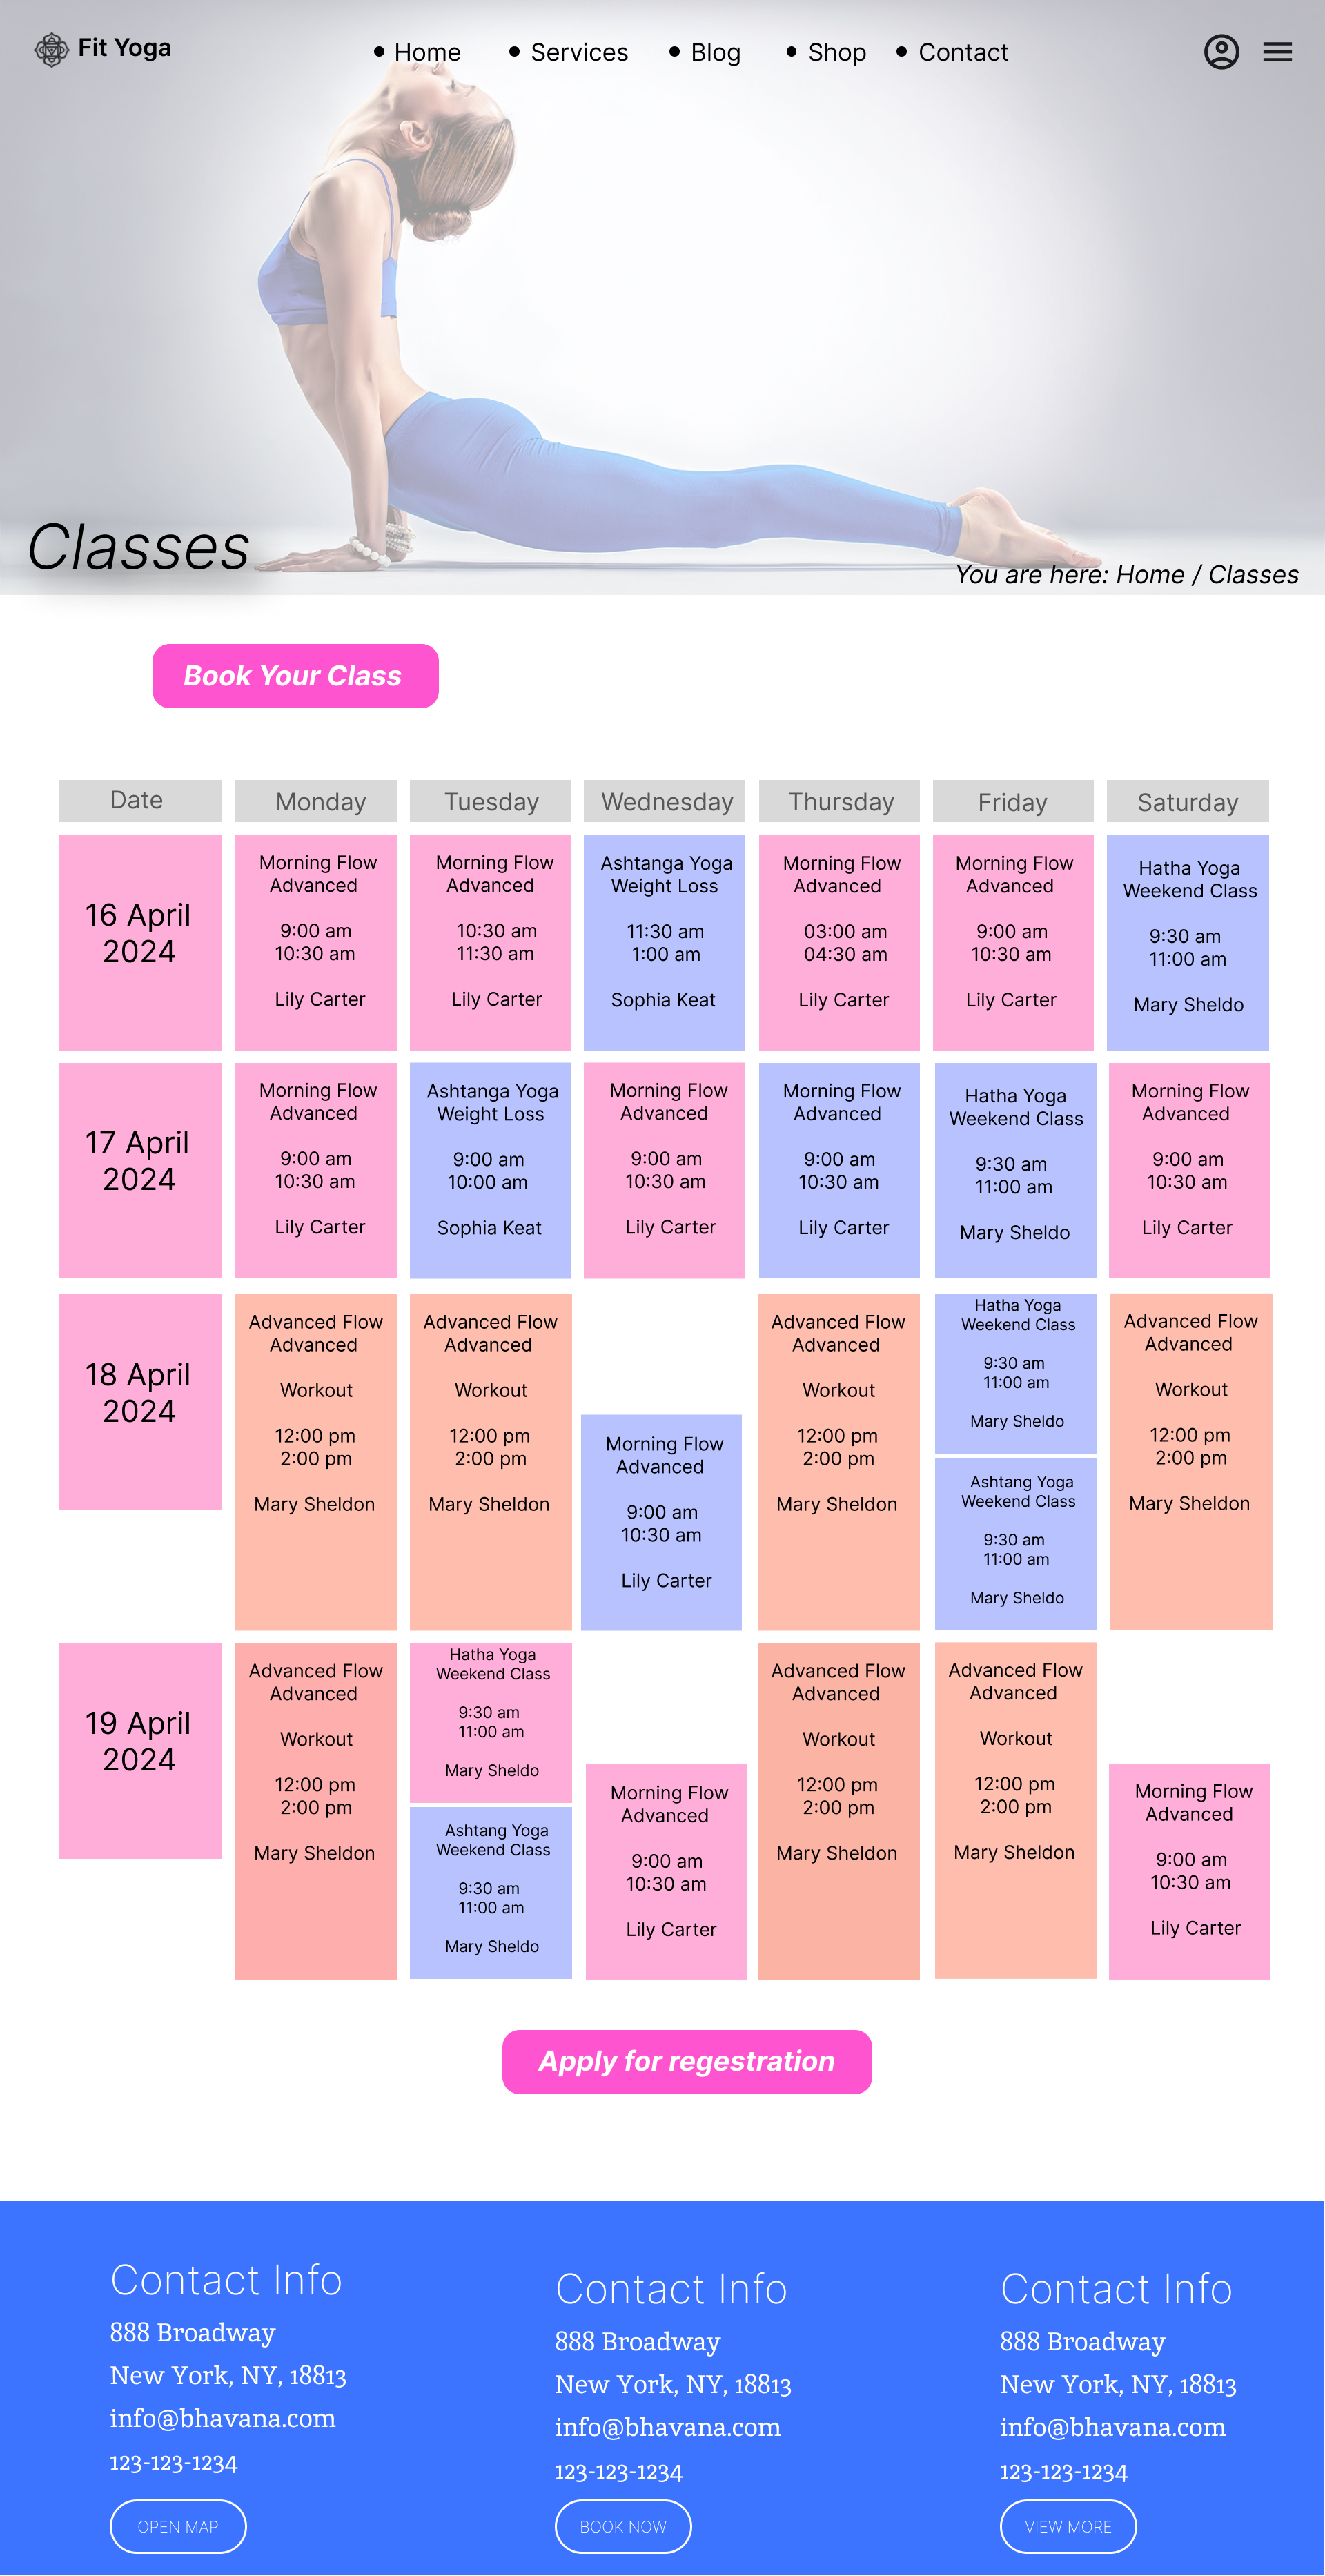 Fit Yoga
Home
Services
Blog
Shop
Contact
Classes
You are here: Home / Classes
Book Your Class
Date
Monday
Tuesday
Wednesday
Thursday
Friday
Saturday
16 April
2024
Morning Flow
Advanced
9:00 am
10:30 am
Lily Carter
Morning Flow
Advanced
10:30 am
11:30 am
Lily Carter
Ashtanga Yoga
Weight Loss
11:30 am
1:00 am
Sophia Keat
Morning Flow
Advanced
03:00 am
04:30 am
Lily Carter
Morning Flow
Advanced
9:00 am
10:30 am
Lily Carter
Hatha Yoga
Weekend Class
9:30 am
11:00 am
Mary Sheldo
17 April
2024
Morning Flow
Advanced
9:00 am
10:30 am
Lily Carter
Ashtanga Yoga
Weight Loss
9:00 am
10:00 am
Sophia Keat
Morning Flow
Advanced
9:00 am
10:30 am
Lily Carter
Morning Flow
Advanced
9:00 am
10:30 am
Lily Carter
Hatha Yoga
Weekend Class
9:30 am
11:00 am
Mary Sheldo
Morning Flow
Advanced
9:00 am
10:30 am
Lily Carter
18 April
2024
Advanced Flow
Advanced
Workout
12:00 pm
2:00 pm
Mary Sheldon
Advanced Flow
Advanced
Workout
12:00 pm
2:00 pm
Mary Sheldon
Morning Flow
Advanced
9:00 am
10:30 am
Lily Carter
Advanced Flow
Advanced
Workout
12:00 pm
2:00 pm
Mary Sheldon
Hatha Yoga
Weekend Class
9:30 am
11:00 am
Mary Sheldo
Ashtang Yoga
Weekend Class
9:30 am
11:00 am
Mary Sheldo
Advanced Flow
Advanced
Workout
12:00 pm
2:00 pm
Mary Sheldon
19 April
2024
Advanced Flow
Advanced
Workout
12:00 pm
2:00 pm
Mary Sheldon
Hatha Yoga
Weekend Class
9:30 am
11:00 am
Mary Sheldo
Ashtang Yoga
Weekend Class
9:30 am
11:00 am
Mary Sheldo
Morning Flow
Advanced
9:00 am
10:30 am
Lily Carter
Advanced Flow
Advanced
Workout
12:00 pm
2:00 pm
Mary Sheldon
Advanced Flow
Advanced
Workout
12:00 pm
2:00 pm
Mary Sheldon
Morning Flow
Advanced
9:00 am
10:30 am
Lily Carter
Apply for regestration
Contact Info
888 Broadway
New York, NY, 18813
info@bhavana.com
123-123-1234
OPEN MAP
Contact Info
888 Broadway
New York, NY, 18813
info@bhavana.com
123-123-1234
BOOK NOW
Contact Info
888 Broadway
New York, NY, 18813
info@bhavana.com
123-123-1234
VIEW MORE